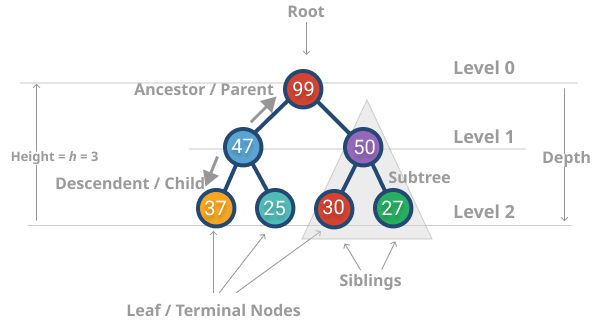 Root
Level 0
Ancestor / Parent
99
Level 1
47
50
Height = h = 3
Depth
Descendent / Child
Subtree
37
25
30
27
Level 2
Siblings
Leaf / Terminal Nodes